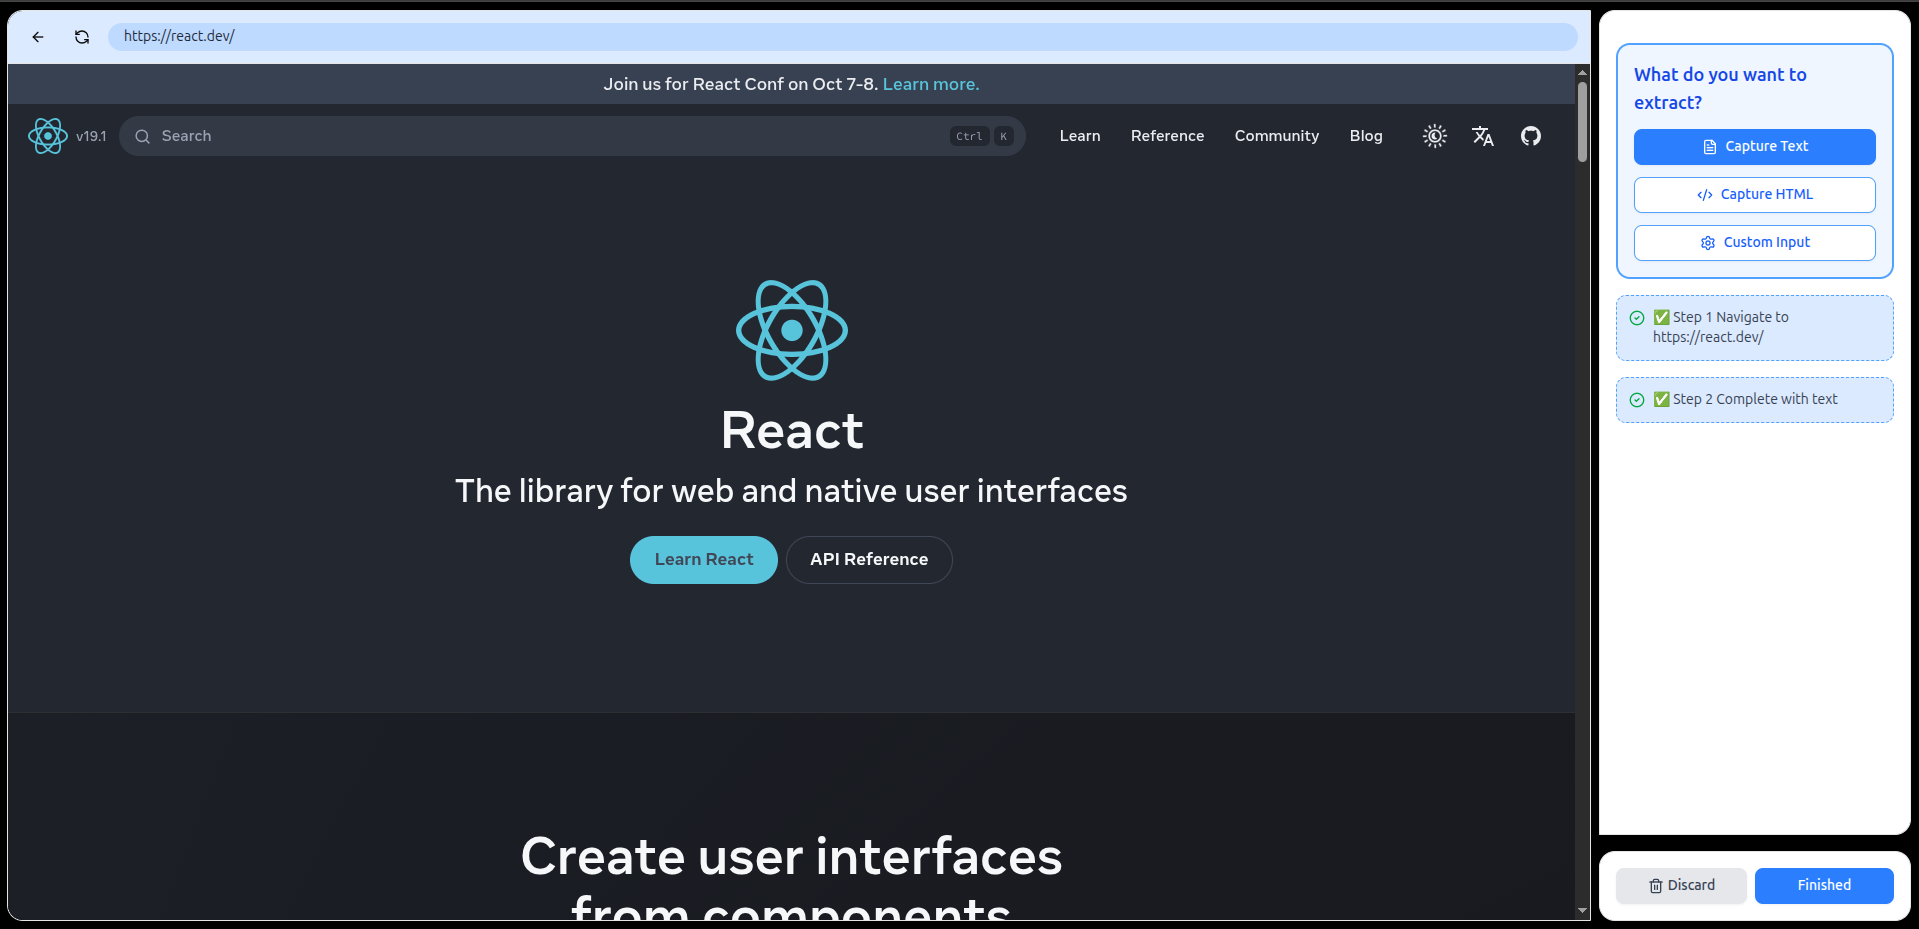 https://react.dev/
Join us for React Conf on Oct 7-8. Learn more.
v19.1
Search
Ctrl K
Learn Reference Community Blog
React
The library for web and native user interfaces
Learn React API Reference
Create user interfaces
from components
What do you want to
extract?
Capture Text
Capture HTML
Custom Input
Step 1 Navigate to
https://react.dev/
Step 2 Complete with text
Discard Finished